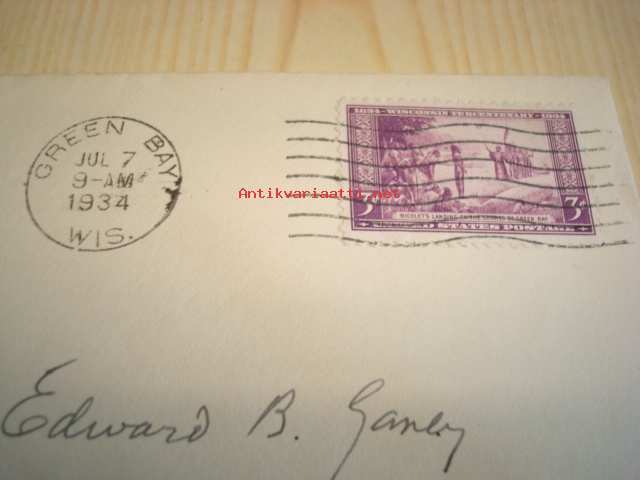 GREEN BAY
JUL 7
9-AM
1934
WIS.
1634-WISCONSIN TERCENTENARY-1934
3¢ 3¢
NICOLET'S LANDING ON THE SHORES OF GREEN BAY
UNITED STATES POSTAGE
Antikvariaatti.net
Edward B.